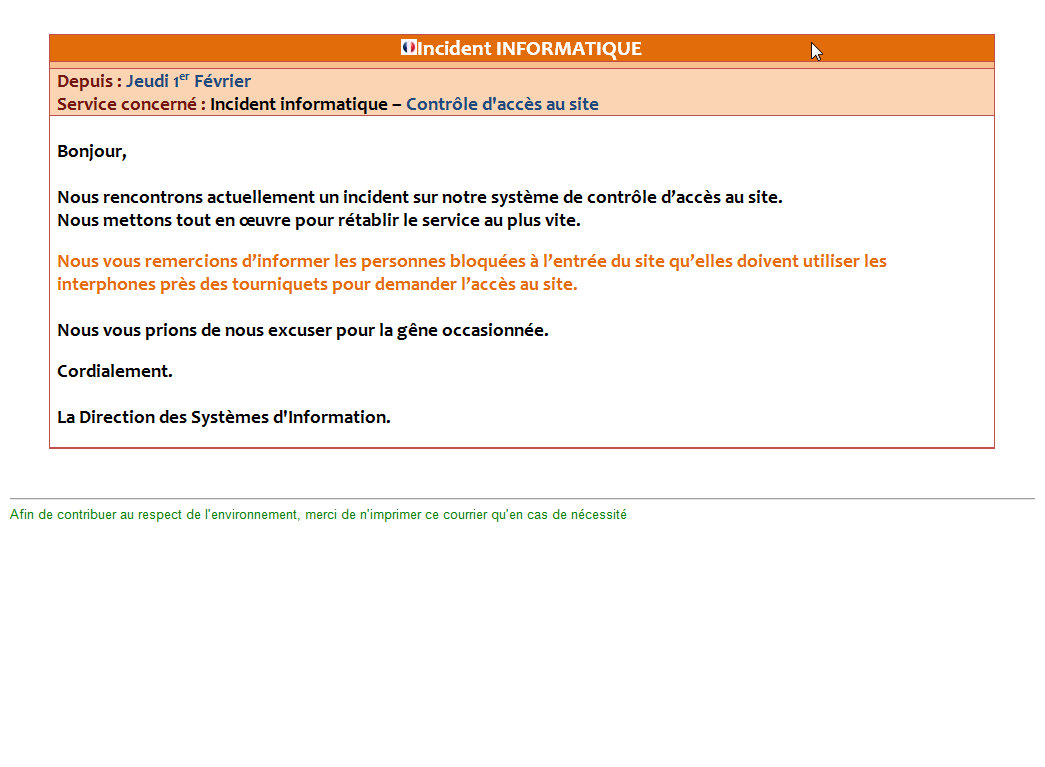 Incident INFORMATIQUE
Depuis : Jeudi 1er Février
Service concerné : Incident informatique – Contrôle d'accès au site
Bonjour,
Nous rencontrons actuellement un incident sur notre système de contrôle d’accès au site.
Nous mettons tout en œuvre pour rétablir le service au plus vite.
Nous vous remercions d’informer les personnes bloquées à l’entrée du site qu’elles doivent utiliser les
interphones près des tourniquets pour demander l’accès au site.
Nous vous prions de nous excuser pour la gêne occasionnée.
Cordialement.
La Direction des Systèmes d'Information.
Afin de contribuer au respect de l'environnement, merci de n'imprimer ce courrier qu'en cas de nécessité